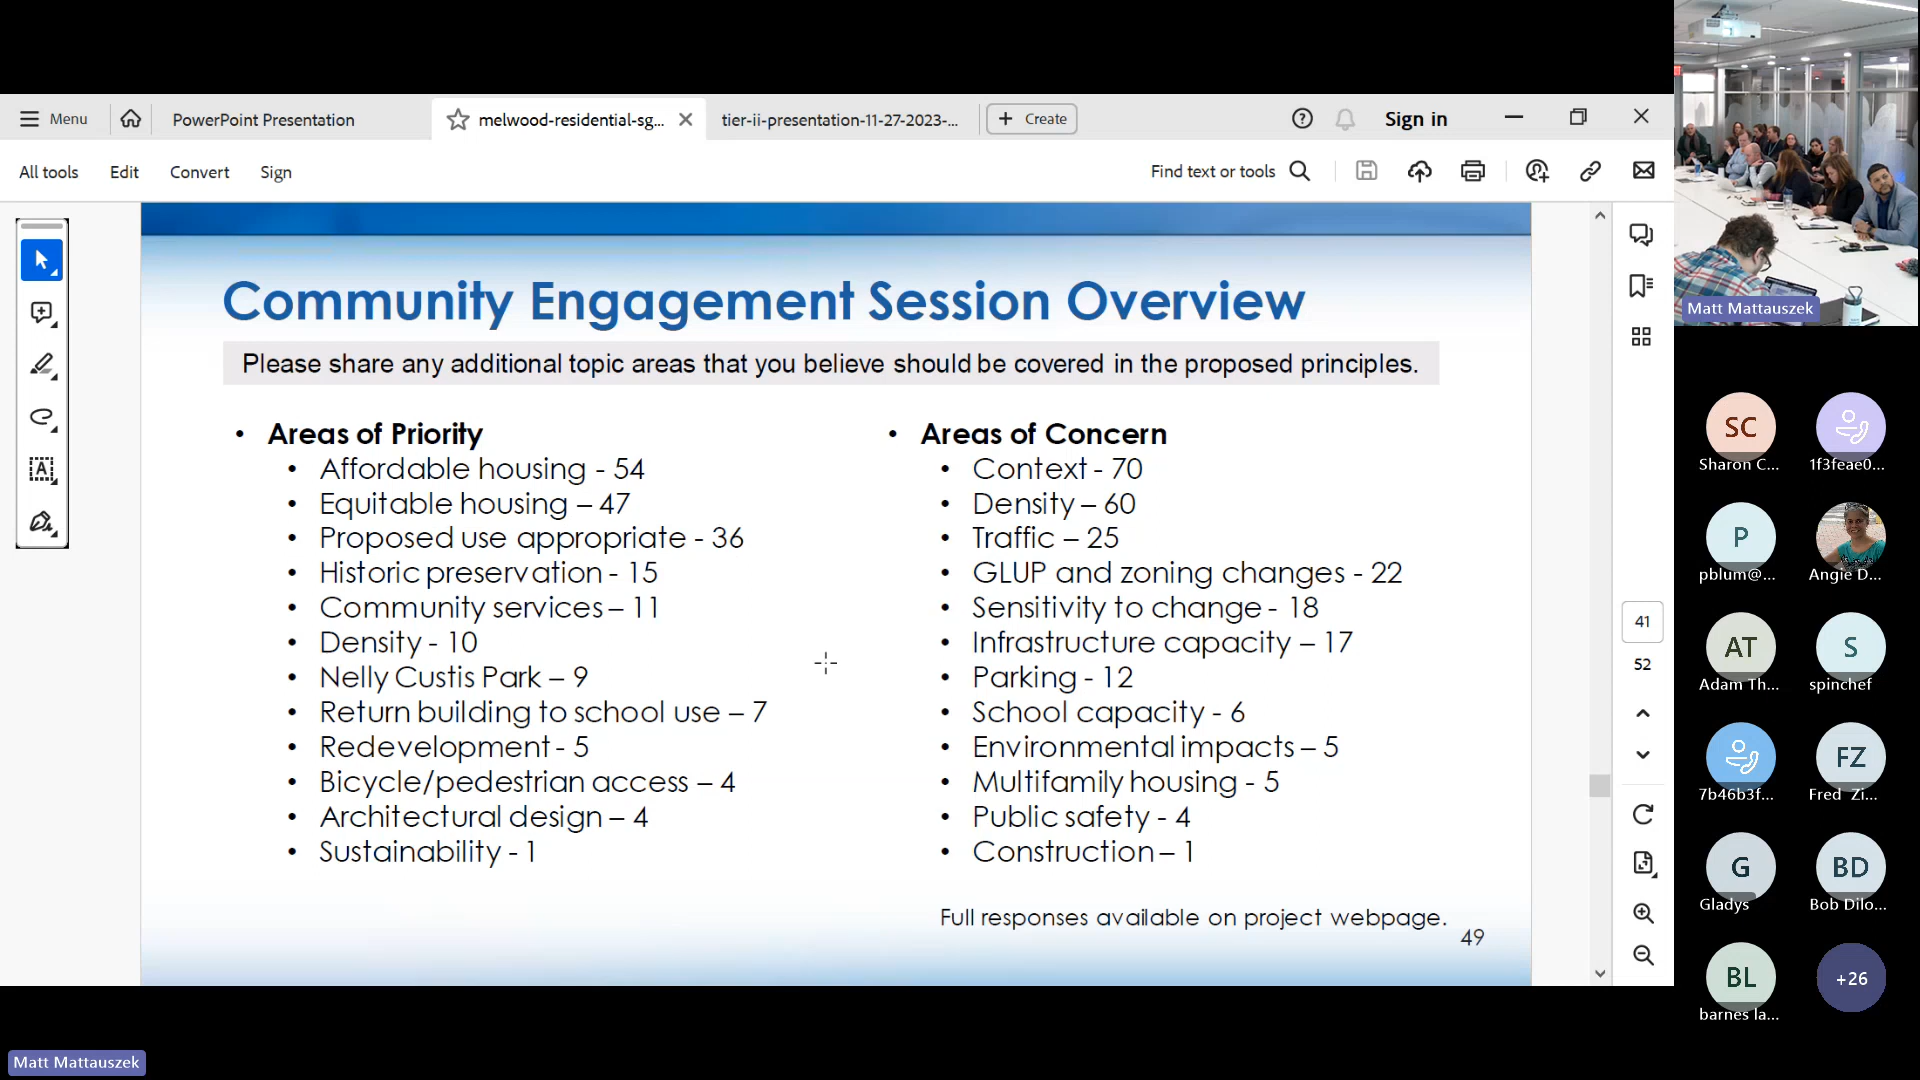 Menu
PowerPoint Presentation
melwood-residential-sg...
tier-ii-presentation-11-27-2023-...
Create
Sign in
All tools
Edit
Convert
Sign
Find text or tools
Community Engagement Session Overview
Please share any additional topic areas that you believe should be covered in the proposed principles.
• Areas of Priority
• Affordable housing - 54
• Equitable housing – 47
• Proposed use appropriate - 36
• Historic preservation - 15
• Community services – 11
• Density - 10
• Nelly Custis Park – 9
• Return building to school use – 7
• Redevelopment - 5
• Bicycle/pedestrian access – 4
• Architectural design – 4
• Sustainability - 1
• Areas of Concern
• Context - 70
• Density – 60
• Traffic – 25
• GLUP and zoning changes - 22
• Sensitivity to change - 18
• Infrastructure capacity – 17
• Parking - 12
• School capacity - 6
• Environmental impacts – 5
• Multifamily housing - 5
• Public safety - 4
• Construction – 1
Full responses available on project webpage.
49
41
52
Matt Mattauszek
SC
Sharon C...
1f3feae0...
P
pblum@...
Angie D...
AT
Adam Th...
S
spinchef
7b46b3f...
FZ
Fred Zi...
G
Gladys
BD
Bob Dilo...
BL
barnes la...
+26
Matt Mattauszek